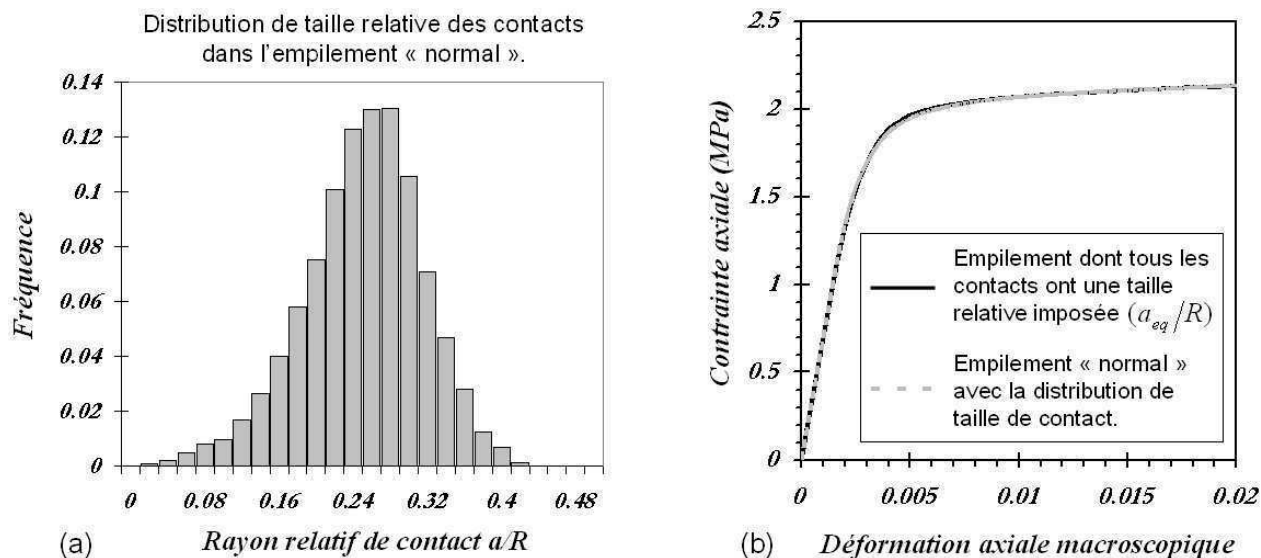 Distribution de taille relative des contacts
dans l'empilement « normal ».
0.14
0.12
0.1
0.08
0.06
0.04
0.02
0
Fréquence
0 0.08 0.16 0.24 0.32 0.4 0.48
(a) Rayon relatif de contact a/R
2.5
2
1.5
1
0.5
0
Contrainte axiale (MPa)
Empilement dont tous les
contacts ont une taille
relative imposée (a_eq/R)
Empilement « normal »
avec la distribution de
taille de contact.
0 0.005 0.01 0.015 0.02
(b) Déformation axiale macroscopique